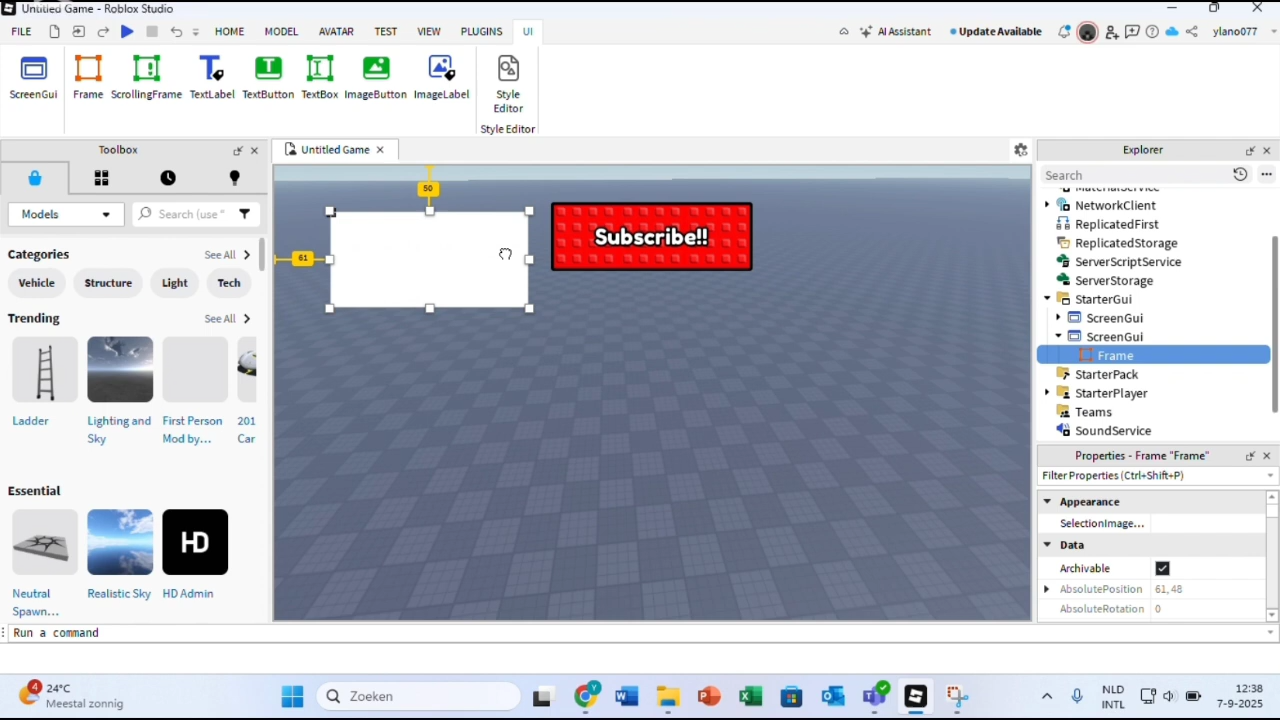 Untitled Game - Roblox Studio
FILE HOME MODEL AVATAR TEST VIEW PLUGINS UI AI Assistant Update Available ylano077
ScreenGui Frame ScrollingFrame TextLabel TextButton TextBox ImageButton ImageLabel Style Editor
Style Editor
Toolbox
Untitled Game
Explorer
Models
Search (use "
Search
Categories See All
Vehicle Structure Light Tech
Trending See All
Ladder
Lighting and Sky
First Person Mod by...
201 Car
Essential
HD
Neutral Spawn...
Realistic Sky
HD Admin
50
61
Subscribe!!
MaterialService
NetworkClient
ReplicatedFirst
ReplicatedStorage
ServerScriptService
ServerStorage
StarterGui
ScreenGui
ScreenGui
Frame
StarterPack
StarterPlayer
Teams
SoundService
Properties - Frame "Frame"
Filter Properties (Ctrl+Shift+P)
Appearance
SelectionImage...
Data
Archivable
AbsolutePosition 61, 48
AbsoluteRotation 0
Run a command
4
24°C
Meestal zonnig
Zoeken
NLD
INTL
12:38
7-9-2025